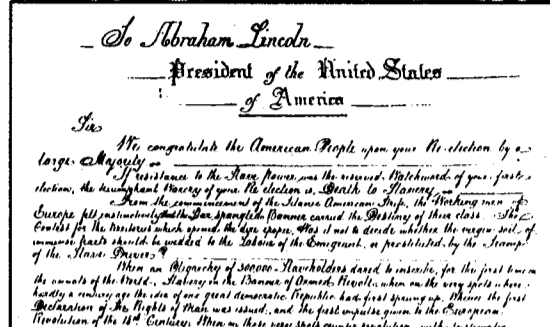 To Abraham Lincoln
President of the United States
of America
Sir
We congratulate the American People upon your Re-election by a
large Majority.
If resistance to the Slave Power was the reserved Watchword of your first
election, the triumphant Warcry of your Re-election is, Death to Slavery.
From the commencement of the Titanic American Strife, the Working men of
Europe felt instinctively that the Star spangled Banner carried the Destiny of their class. The
Contest for the territories which opened the dire epopee, Was it not to decide whether the virgin soil of
immense tracts should be wedded to the Labour of the Emigrant, or prostituted by the Tramp
of the Slave Driver?
When an Oligarchy of 300,000 Slaveholders dared to inscribe, for the first time in
the annals of the World, Slavery on the Banner of Armed Revolt; when on the very spots where
hardly a century ago the idea of one great democratic Republic had first sprung up, Whence the first
Declaration of the Rights of Man was issued, and the first impulse given to the European
Revolution of the 18th Century; When on those very spots counter revolution, with